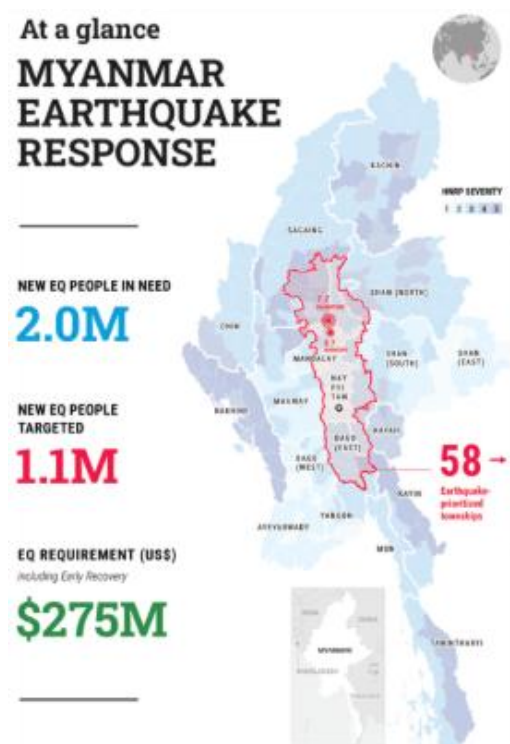 At a glance
MYANMAR
EARTHQUAKE
RESPONSE
KACHIN
HNRP SEVERITY
1 2 3 4 5
SAGAING
NEW EQ PEOPLE IN NEED
2.0M
SHAN (NORTH)
7.7
CHIN
MANDALAY
SHAN
(SOUTH)
SHAN
(EAST)
NAY
PYI
TAW
MAGWAY
RAKHINE
NEW EQ PEOPLE
TARGETED
1.1M
KAYAH
BAGO
(EAST)
BAGO
(WEST)
58
Earthquake-
prioritized
townships
KAYIN
YANGON
AYEYARWADY
MON
EQ REQUIREMENT (US$)
including Early Recovery
$275M
TANINTHARYI
MYANMAR